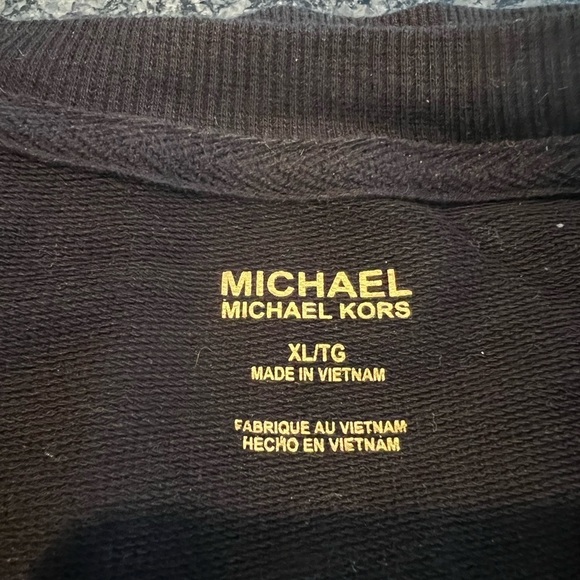 MICHAEL
MICHAEL KORS
XL/TG
MADE IN VIETNAM
FABRIQUE AU VIETNAM
HECHO EN VIETNAM